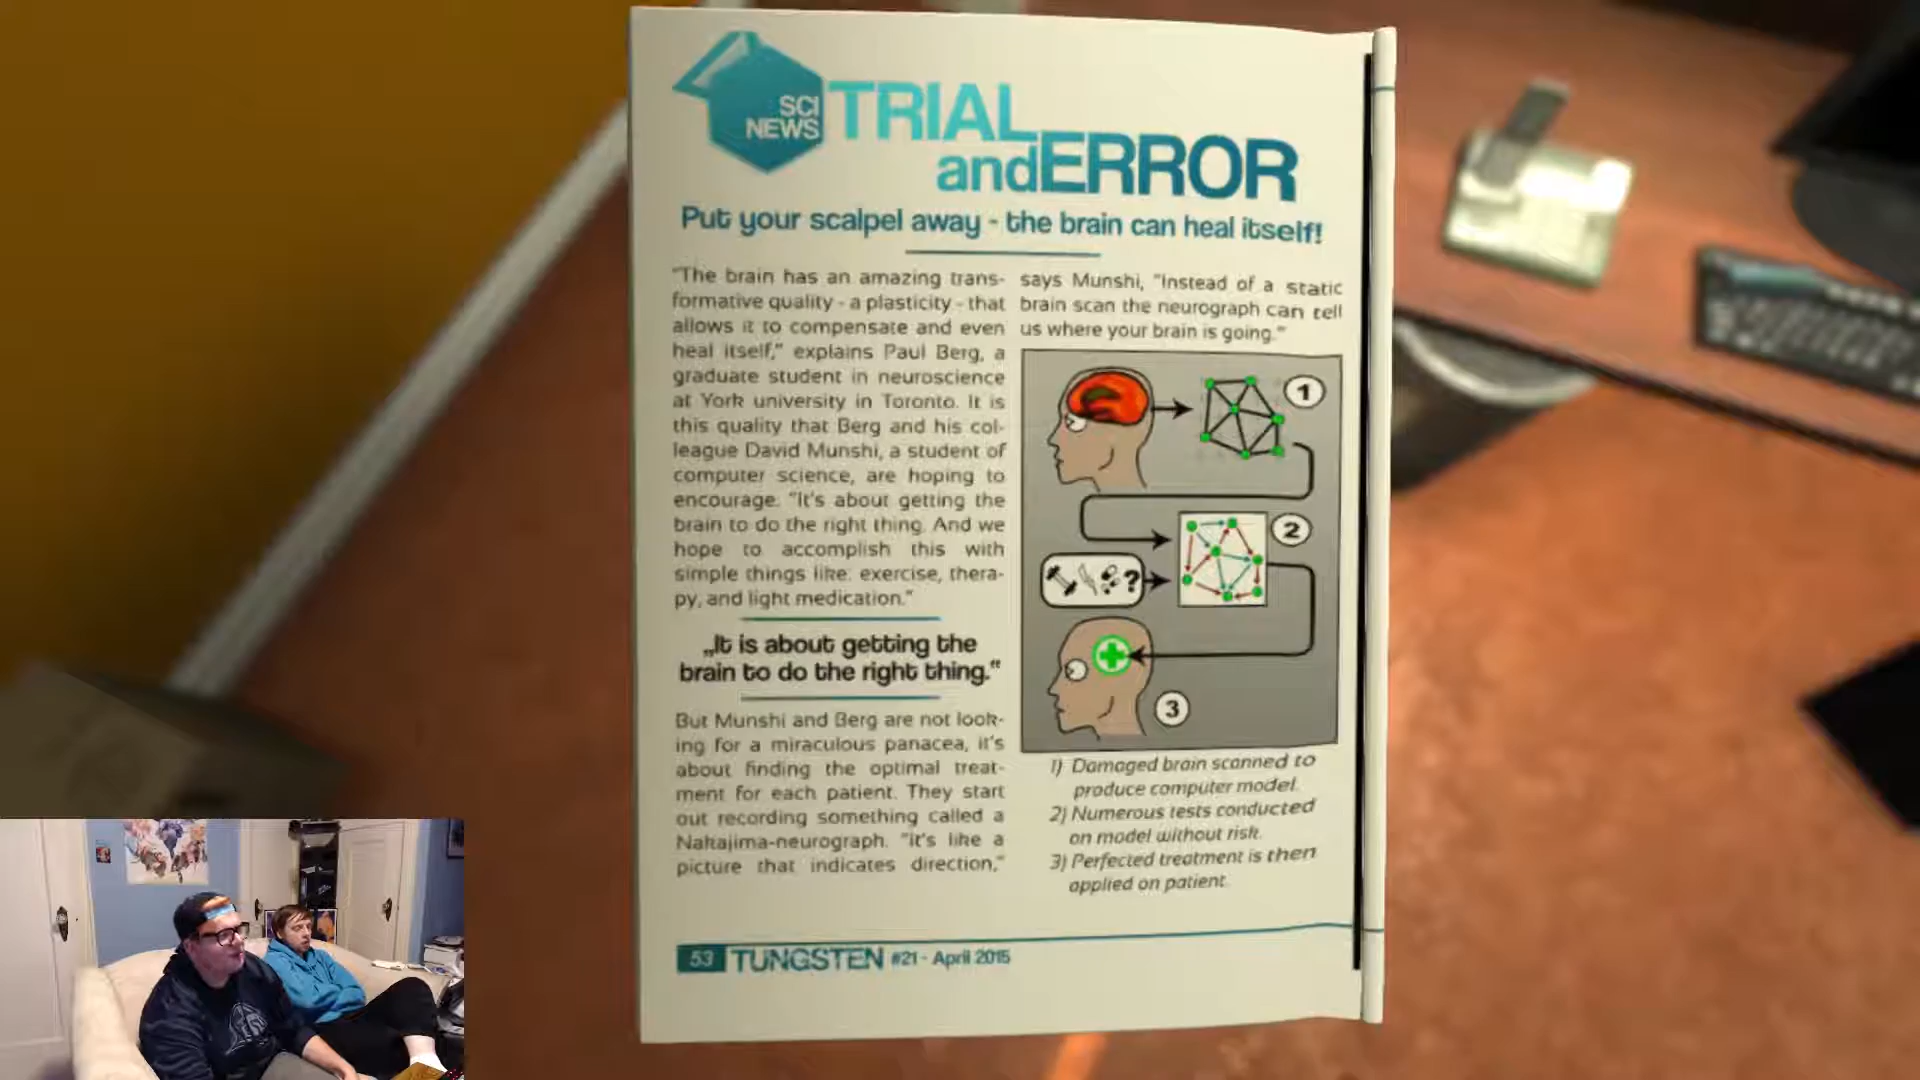 SCI
NEWS
TRIAL
andERROR
Put your scalpel away - the brain can heal itself!
"The brain has an amazing trans-
formative quality - a plasticity - that
allows it to compensate and even
heal itself," explains Paul Berg, a
graduate student in neuroscience
at York university in Toronto. It is
this quality that Berg and his col-
league David Munshi, a student of
computer science, are hoping to
encourage. "It's about getting the
brain to do the right thing. And we
hope to accomplish this with
simple things like: exercise, thera-
py, and light medication."
„It is about getting the
brain to do the right thing."
But Munshi and Berg are not look-
ing for a miraculous panacea, it's
about finding the optimal treat-
ment for each patient. They start
out recording something called a
Nakajima-neurograph. "It's like a
picture that indicates direction,"
says Munshi, "Instead of a static
brain scan the neurograph can tell
us where your brain is going."
1
2
?
3
1) Damaged brain scanned to
produce computer model.
2) Numerous tests conducted
on model without risk.
3) Perfected treatment is then
applied on patient.
53 TUNGSTEN #21 - April 2015